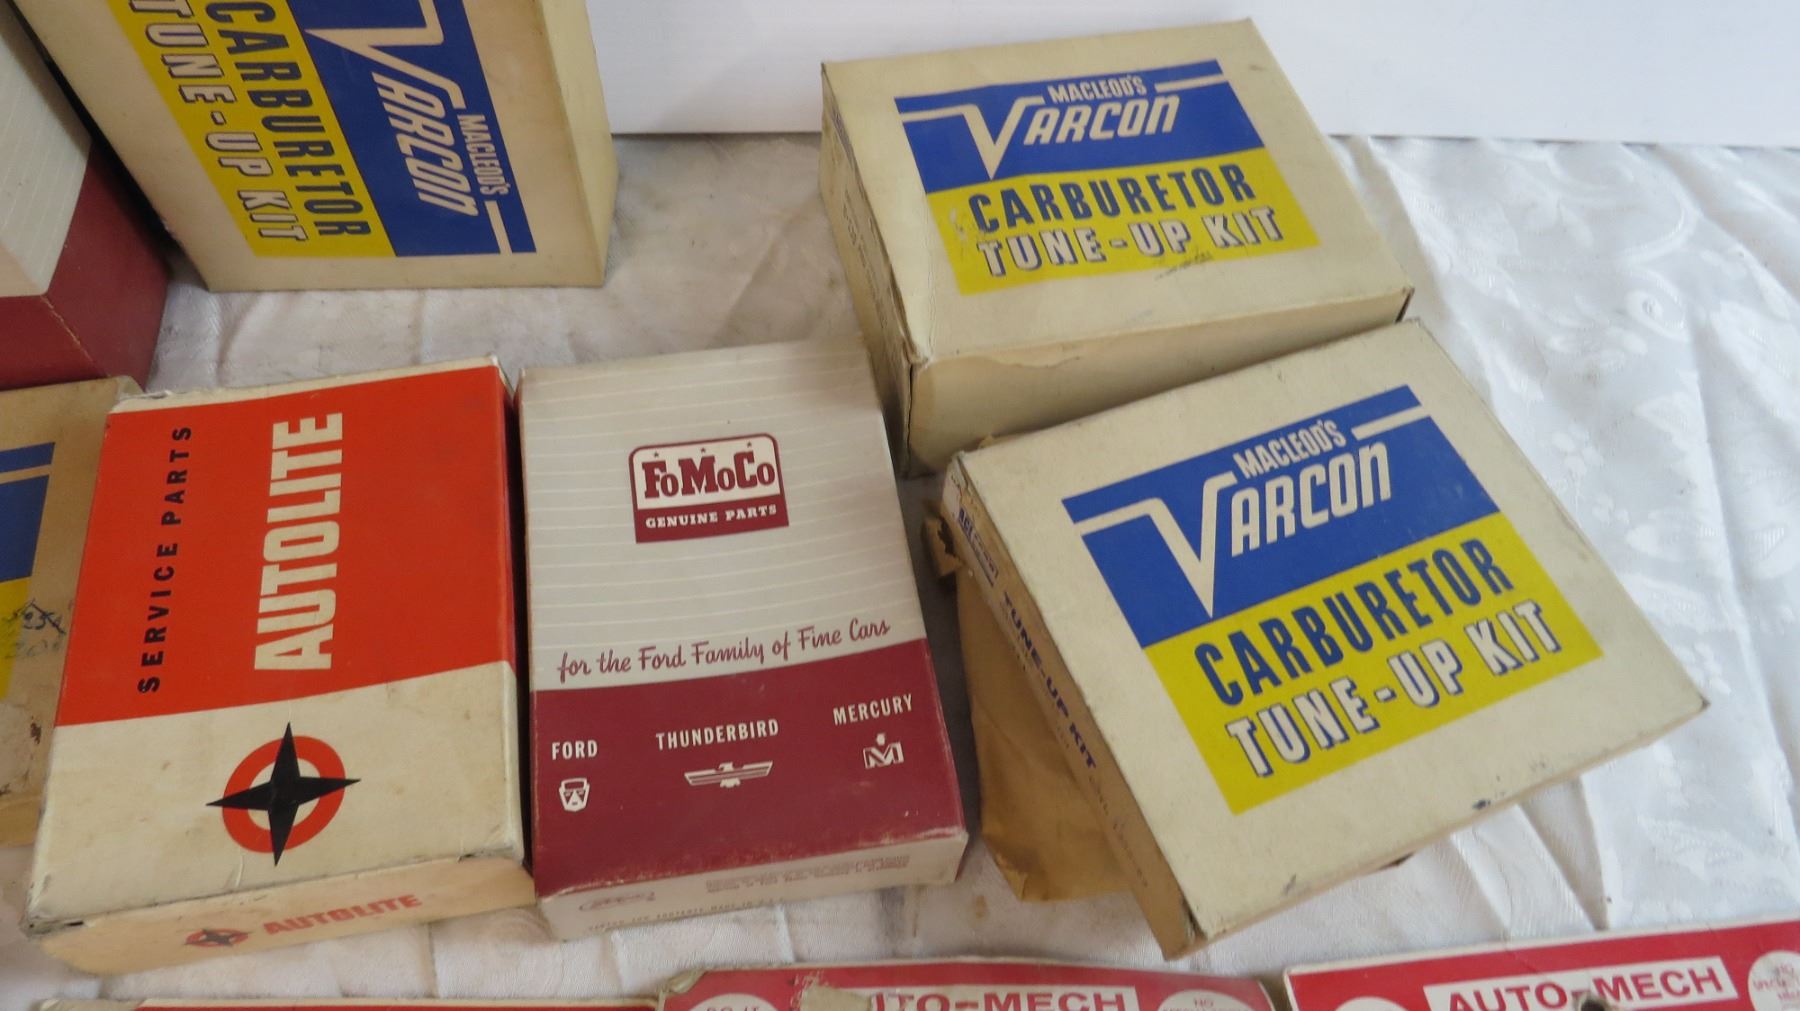 MACLEOD'S
VARCON
CARBURETOR
TUNE-UP KIT
MACLEOD'S
VARCON
CARBURETOR
TUNE-UP KIT
SERVICE PARTS
AUTOLITE
AUTOLITE
FoMoCo
GENUINE PARTS
for the Ford Family of Fine Cars
FORD
THUNDERBIRD
MERCURY
MACLEOD'S
VARCON
CARBURETOR
TUNE-UP KIT
TUNE-UP KIT
AUTO-MECH
NO
AUTO-MECH
NO